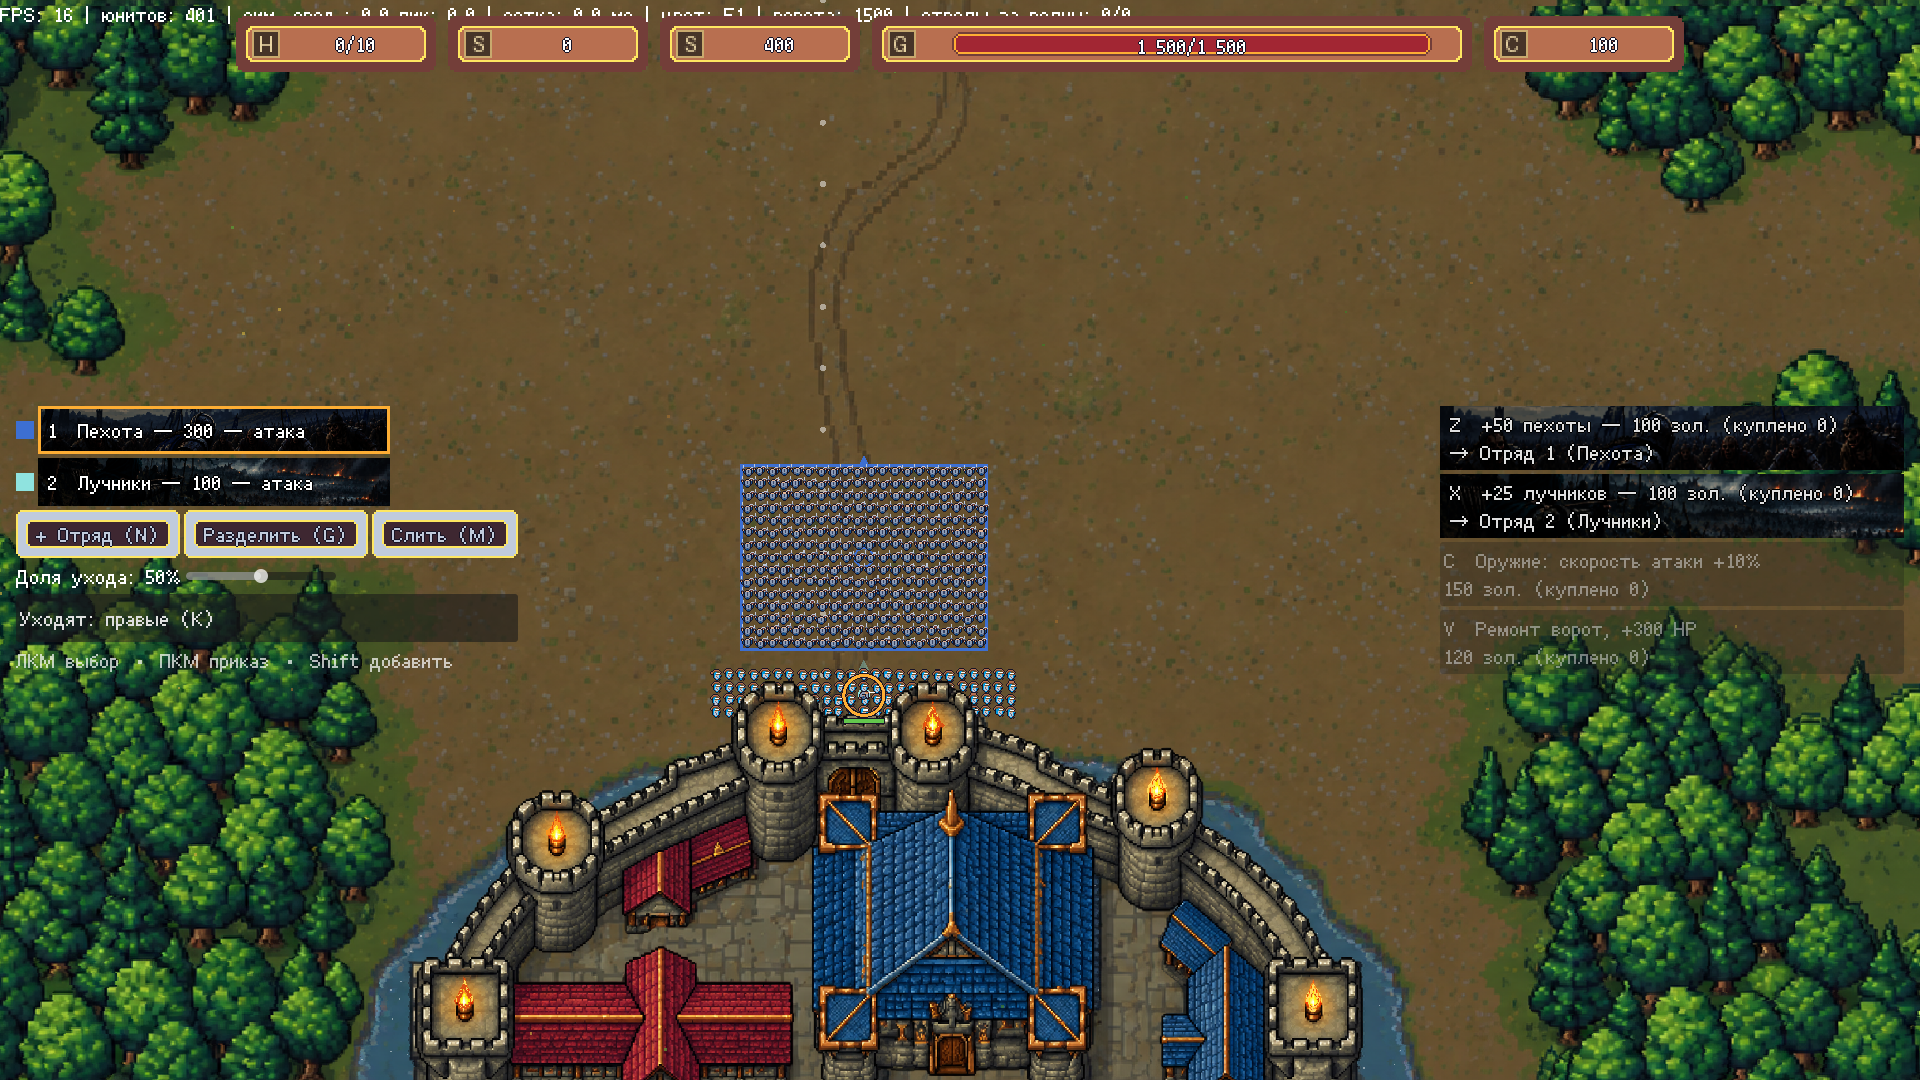 FPS: 16 | юнитов: 401 |
H 0/10
S 0
S 400
G 1 500/1 500
C 100
1 Пехота — 300 — атака
2 Лучники — 100 — атака
+ Отряд (N)
Разделить (G)
Слить (M)
Доля ухода: 50%
Уходят: правые (K)
ЛКМ выбор • ПКМ приказ • Shift добавить
Z +50 пехоты — 100 зол. (куплено 0)
→ Отряд 1 (Пехота)
X +25 лучников — 100 зол. (куплено 0)
→ Отряд 2 (Лучники)
C Оружие: скорость атаки +10%
150 зол. (куплено 0)
V Ремонт ворот, +300 HP
120 зол. (куплено 0)